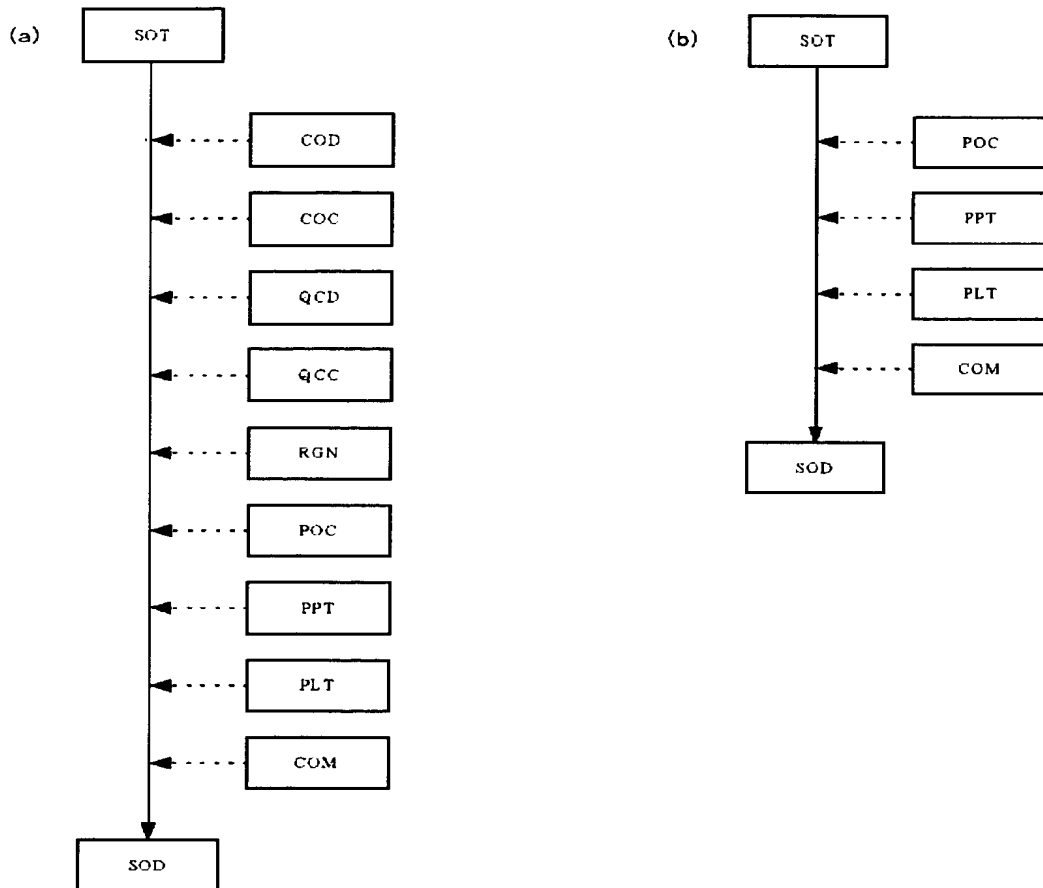 (a)
SOT
COD
COC
QCD
QCC
RGN
POC
PPT
PLT
COM
SOD
(b)
SOT
POC
PPT
PLT
COM
SOD